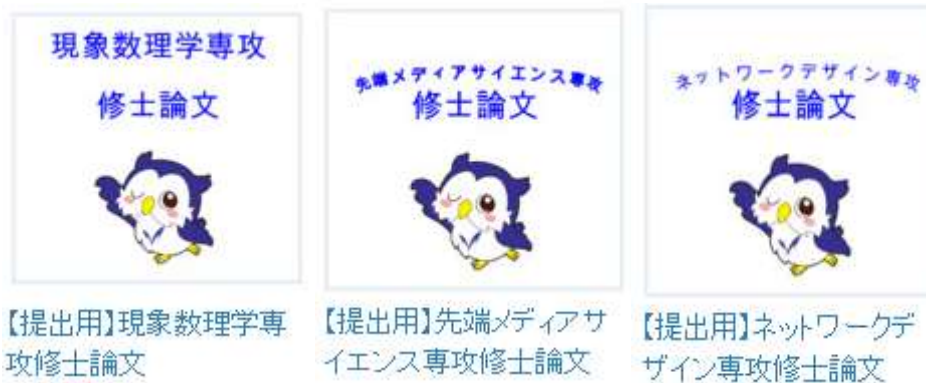 現象数理学専攻
修士論文
【提出用】現象数理学専
攻修士論文
先端メディアサイエンス専攻
修士論文
【提出用】先端メディアサ
イエンス専攻修士論文
ネットワークデザイン専攻
修士論文
【提出用】ネットワークデ
ザイン専攻修士論文